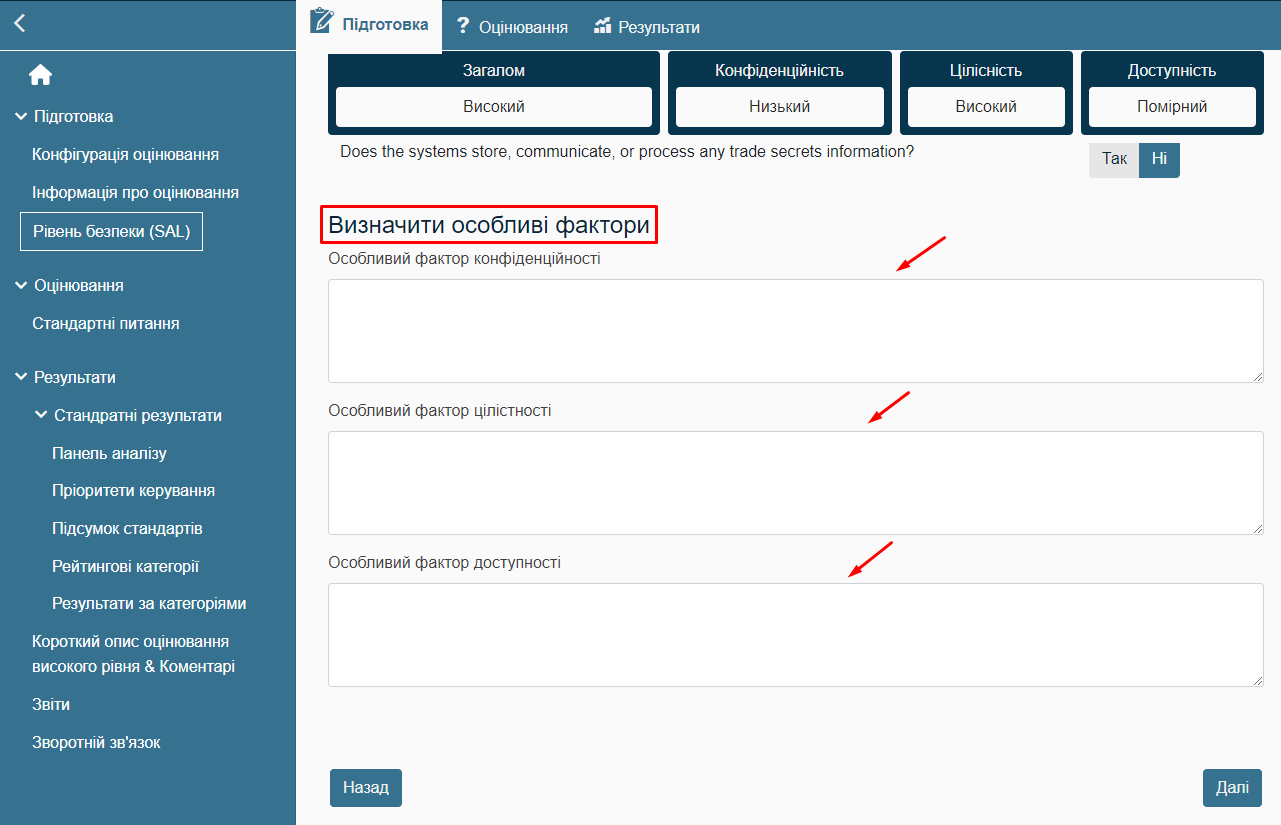 Підготовка
Оцінювання
Результати
Підготовка
Конфігурація оцінювання
Інформація про оцінювання
Рівень безпеки (SAL)
Оцінювання
Стандартні питання
Результати
Стандратні результати
Панель аналізу
Пріоритети керування
Підсумок стандартів
Рейтингові категорії
Результати за категоріями
Короткий опис оцінювання
високого рівня & Коментарі
Звіти
Зворотній зв'язок
Загалом
Конфіденційність
Цілісність
Доступність
Високий
Низький
Високий
Помірний
Does the systems store, communicate, or process any trade secrets information?
Так
Ні
Визначити особливі фактори
Особливий фактор конфіденційності
Особливий фактор цілістності
Особливий фактор доступності
Назад
Далі